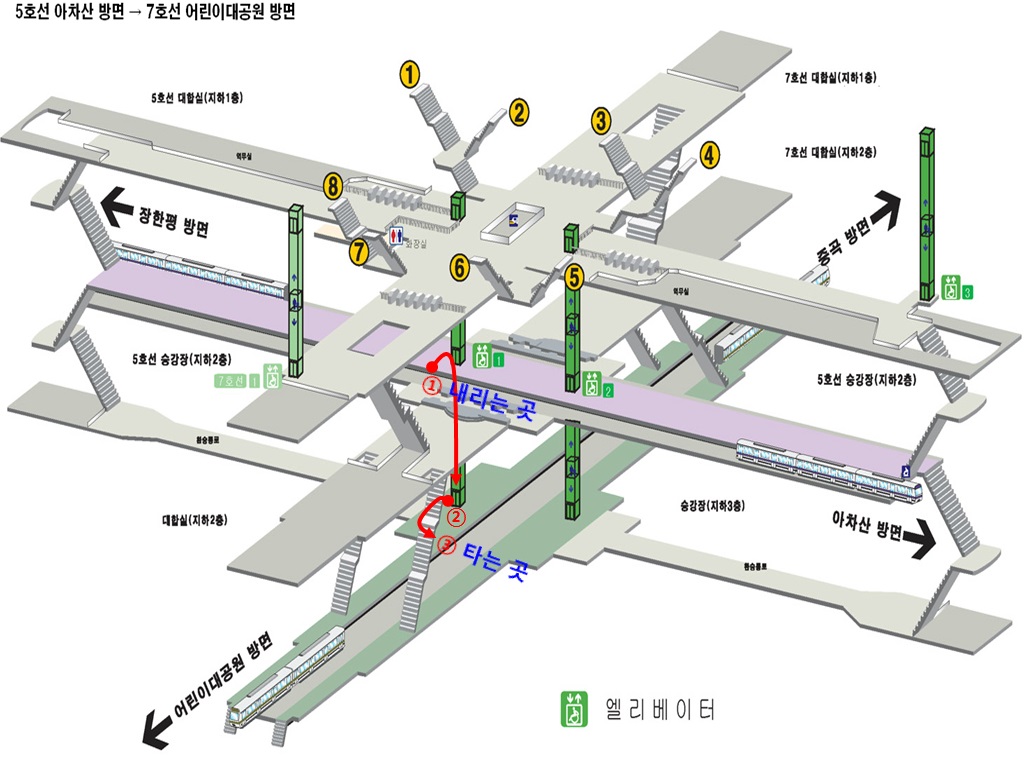 5호선 아차산 방면 → 7호선 어린이대공원 방면
7호선 대합실(지하1층)
5호선 대합실(지하1층)
1
2
3
4
7호선 대합실(지하2층)
역무실
8
장한평 방면
화장실
7
6
5
중곡 방면
역무실
3
5호선 승강장(지하2층)
7호선 1
1
2
5호선 승강장(지하2층)
① 내리는 곳
환승통로
대합실(지하2층)
②
승강장(지하3층)
아차산 방면
③ 타는 곳
환승통로
어린이대공원 방면
엘리베이터